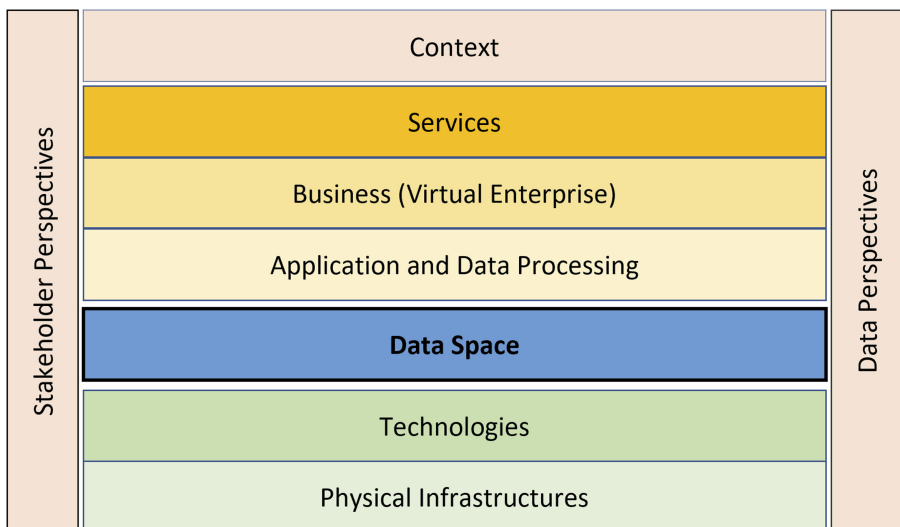 Stakeholder Perspectives
Context
Services
Business (Virtual Enterprise)
Application and Data Processing
Data Space
Technologies
Physical Infrastructures
Data Perspectives